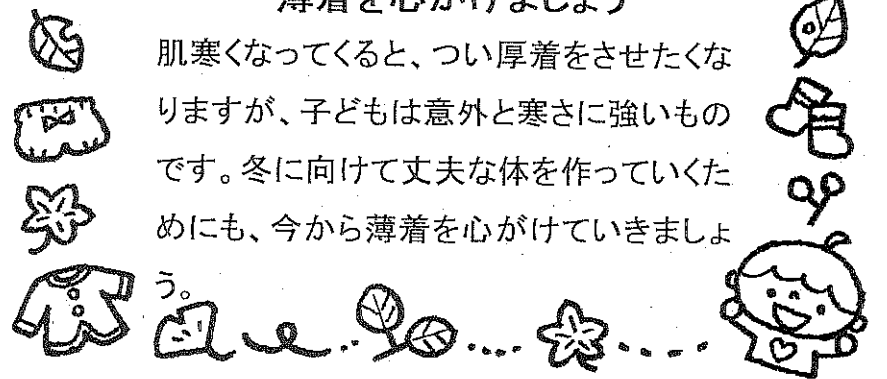 薄着を心がけましょう
肌寒くなってくると、つい厚着をさせたくな
りますが、子どもは意外と寒さに強いもの
です。冬に向けて丈夫な体を作っていくた
めにも、今から薄着を心がけていきましょ
う。